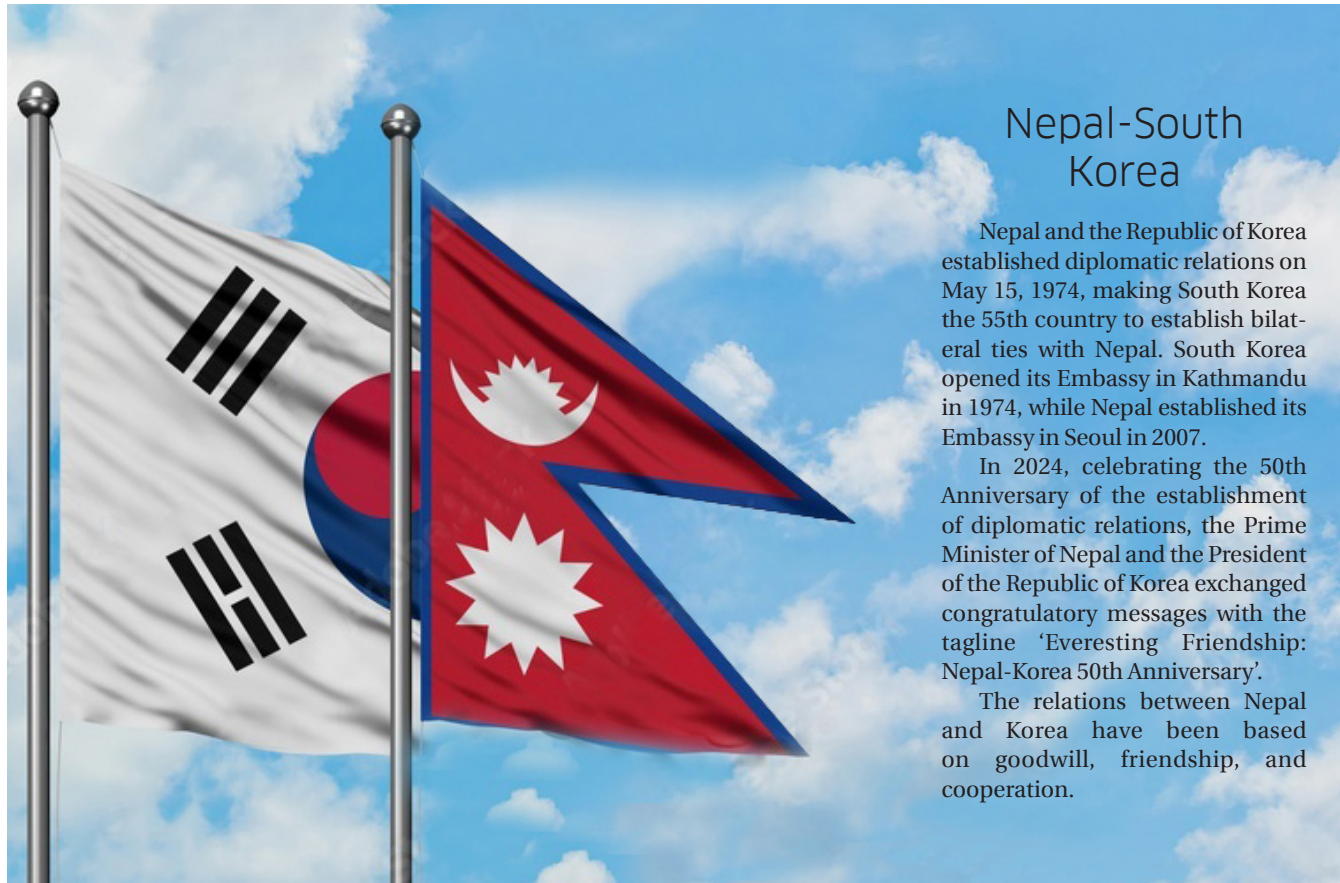 Nepal-South
Korea
Nepal and the Republic of Korea
established diplomatic relations on
May 15, 1974, making South Korea
the 55th country to establish bilat-
eral ties with Nepal. South Korea
opened its Embassy in Kathmandu
in 1974, while Nepal established its
Embassy in Seoul in 2007.
In 2024, celebrating the 50th
Anniversary of the establishment
of diplomatic relations, the Prime
Minister of Nepal and the President
of the Republic of Korea exchanged
congratulatory messages with the
tagline ‘Everesting Friendship:
Nepal-Korea 50th Anniversary’.
The relations between Nepal
and Korea have been based
on goodwill, friendship, and
cooperation.